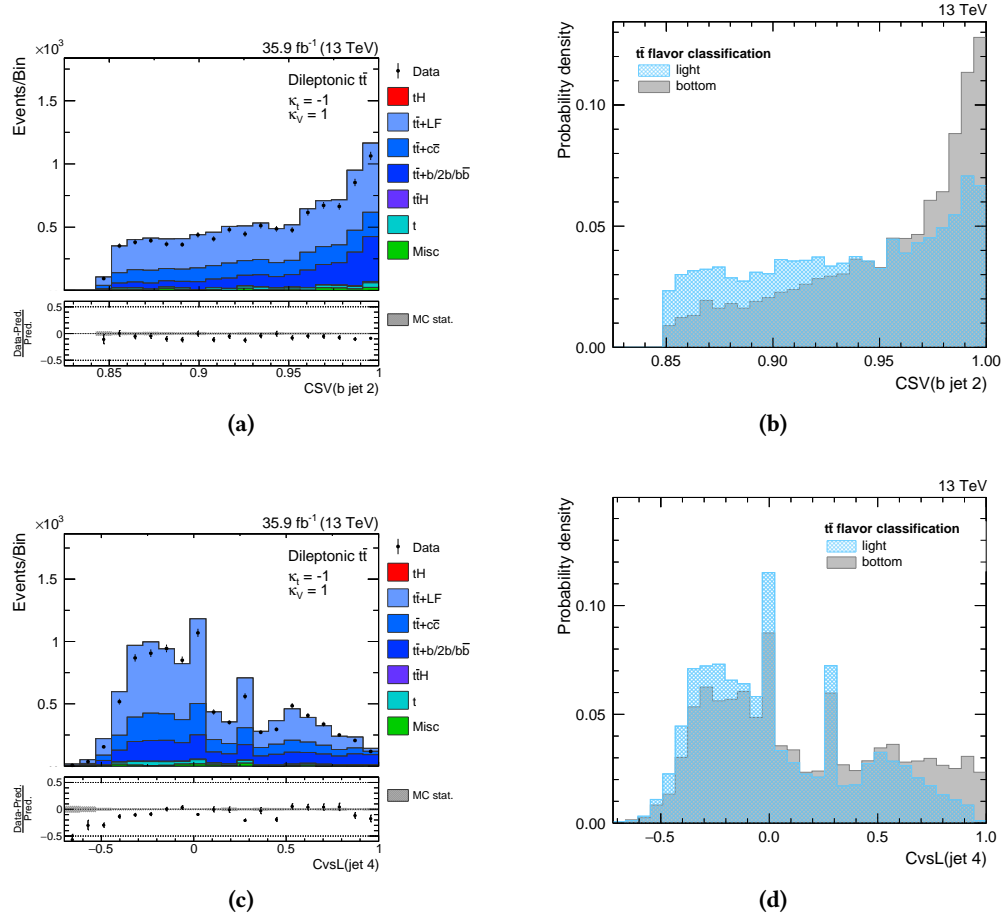 35.9 fb⁻¹ (13 TeV)
×10³
Events/Bin
Dileptonic tt̄
κt = -1
κV = 1
Data
tH
tt̄+LF
tt̄+cc̄
tt̄+b/2b/bb̄
tt̄H
t
Misc
1.5
1
0.5
0.5
0
−0.5
Data-Pred.
Pred.
MC stat.
0.85 0.9 0.95 1
CSV(b jet 2)
(a)
13 TeV
Probability density
tt̄ flavor classification
light
bottom
0.10
0.05
0.00
0.85 0.90 0.95 1.00
CSV(b jet 2)
(b)
35.9 fb⁻¹ (13 TeV)
×10³
Events/Bin
Dileptonic tt̄
κt = -1
κV = 1
Data
tH
tt̄+LF
tt̄+cc̄
tt̄+b/2b/bb̄
tt̄H
t
Misc
1.5
1
0.5
0.5
0
−0.5
Data-Pred.
Pred.
MC stat.
−0.5 0 0.5 1
CvsL(jet 4)
(c)
13 TeV
Probability density
tt̄ flavor classification
light
bottom
0.10
0.05
0.00
−0.5 0.0 0.5 1.0
CvsL(jet 4)
(d)